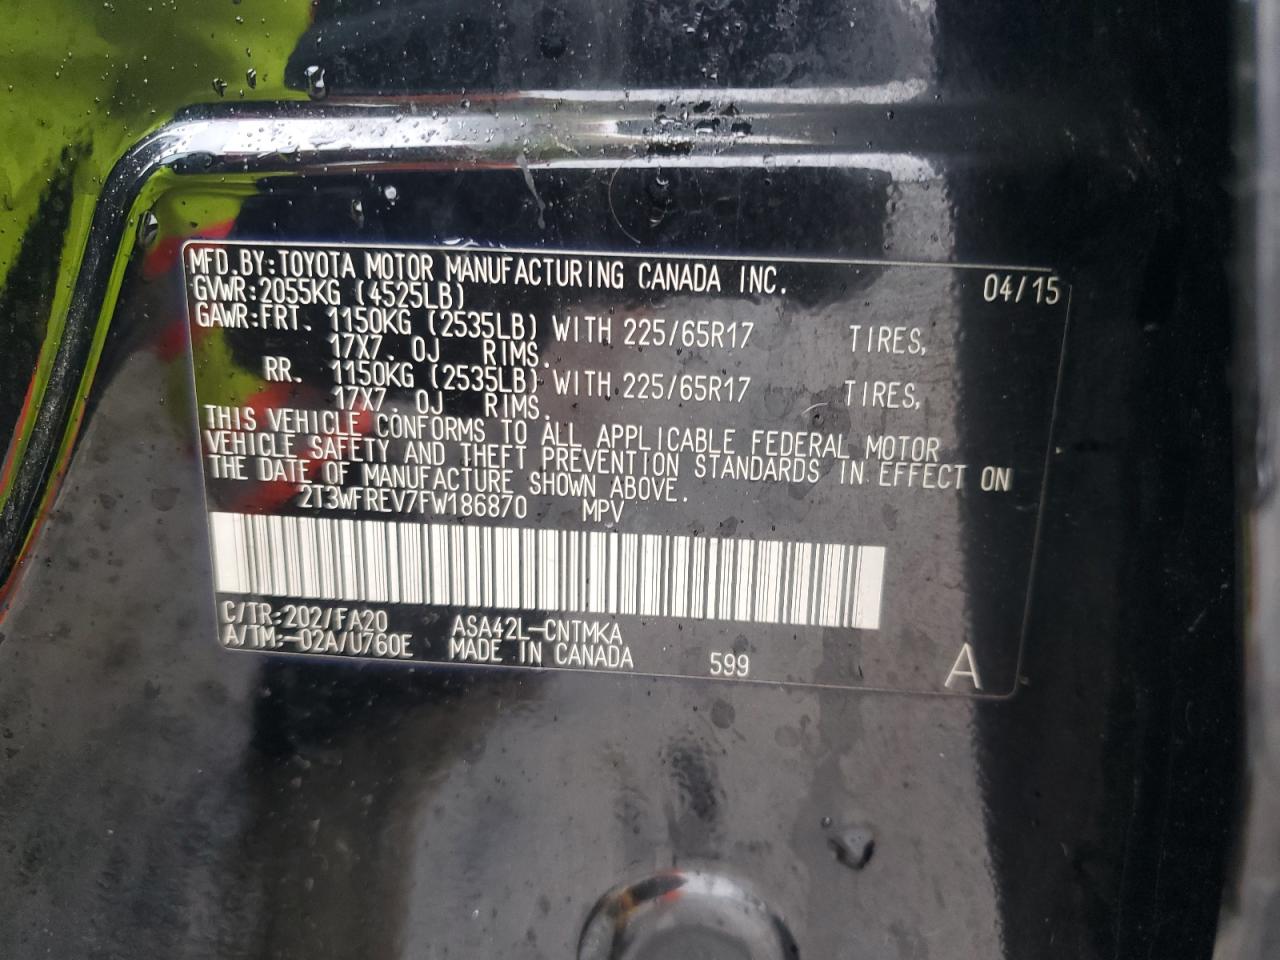 MFD.BY:TOYOTA MOTOR MANUFACTURING CANADA INC. 04/15
GVWR:2055KG (4525LB)
GAWR:FRT. 1150KG (2535LB) WITH 225/65R17 TIRES,
17X7.0J RIMS.
RR. 1150KG (2535LB) WITH 225/65R17 TIRES,
17X7.0J RIMS.
THIS VEHICLE CONFORMS TO ALL APPLICABLE FEDERAL MOTOR
VEHICLE SAFETY AND THEFT PREVENTION STANDARDS IN EFFECT ON
THE DATE OF MANUFACTURE SHOWN ABOVE.
2T3WFREV7FW186870 MPV
C/TR:202/FA20 ASA42L-CNTMKA
A/TM:-02A/U760E MADE IN CANADA 599 A